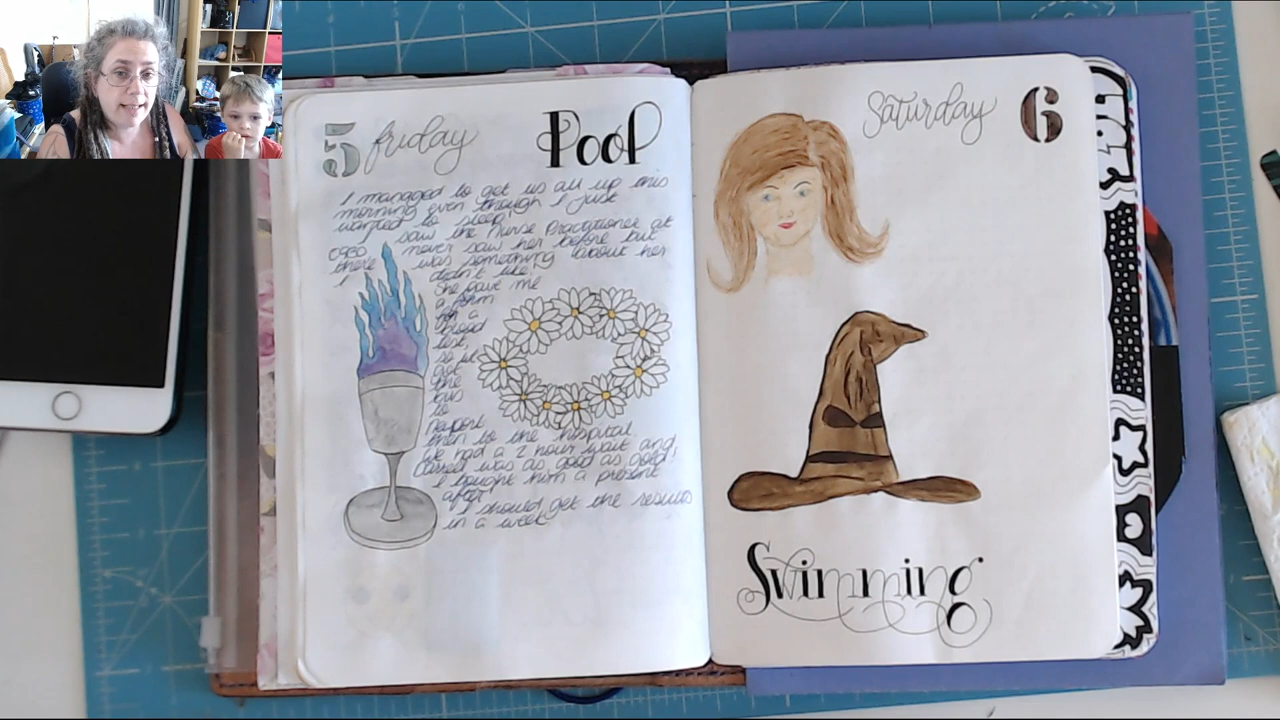 5 friday Pool
I managed to get us all up this
morning even though I just
wanted to sleep.
I saw the Nurse Practitioner at
0920 never saw her before but
there was something about her
I didn't like.
She gave me
a form
for a
blood
test
so we
got
the
bus
to
Newport
then to the hospital.
We had a 2 hour wait and
was as good as gold!
I bought him a present
after!
I should get the results
in a week.
Saturday 6
Swimming